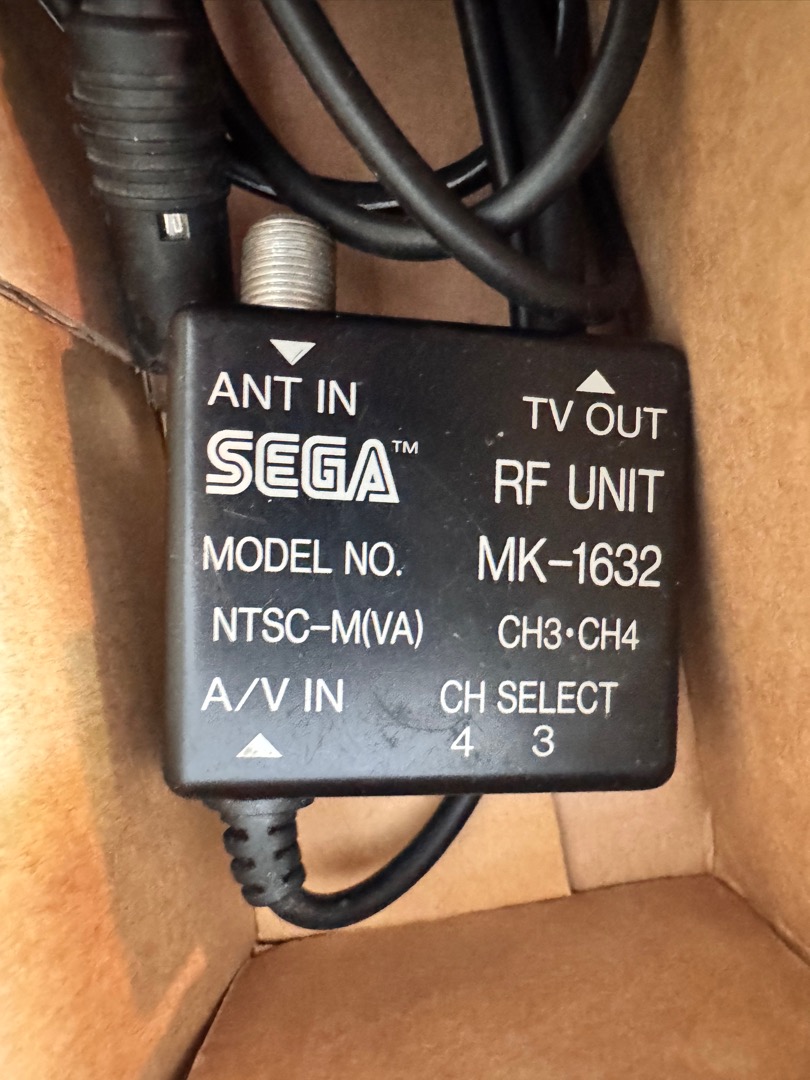 ANT IN
TV OUT
SEGA™
RF UNIT
MODEL NO. MK-1632
NTSC-M(VA) CH3•CH4
A/V IN
CH SELECT
4 3